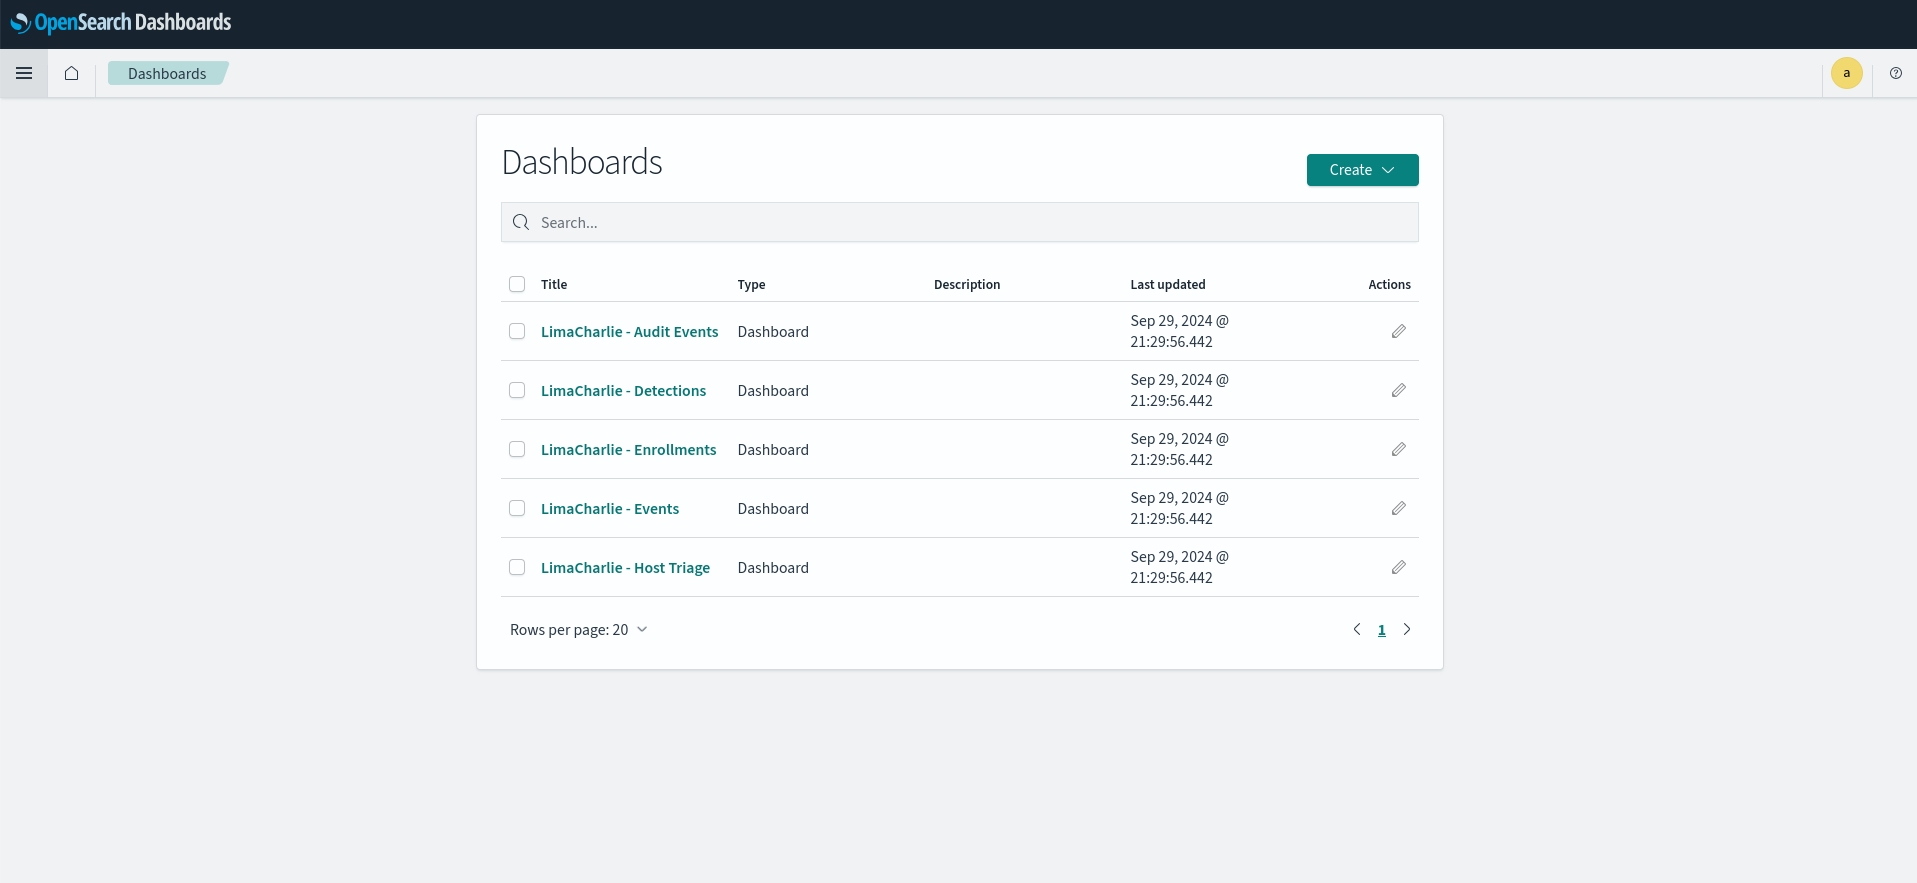 OpenSearch Dashboards
Dashboards
a
Dashboards
Create
Search...
Title Type Description Last updated Actions
LimaCharlie - Audit Events Dashboard Sep 29, 2024 @
21:29:56.442
LimaCharlie - Detections Dashboard Sep 29, 2024 @
21:29:56.442
LimaCharlie - Enrollments Dashboard Sep 29, 2024 @
21:29:56.442
LimaCharlie - Events Dashboard Sep 29, 2024 @
21:29:56.442
LimaCharlie - Host Triage Dashboard Sep 29, 2024 @
21:29:56.442
Rows per page: 20
1